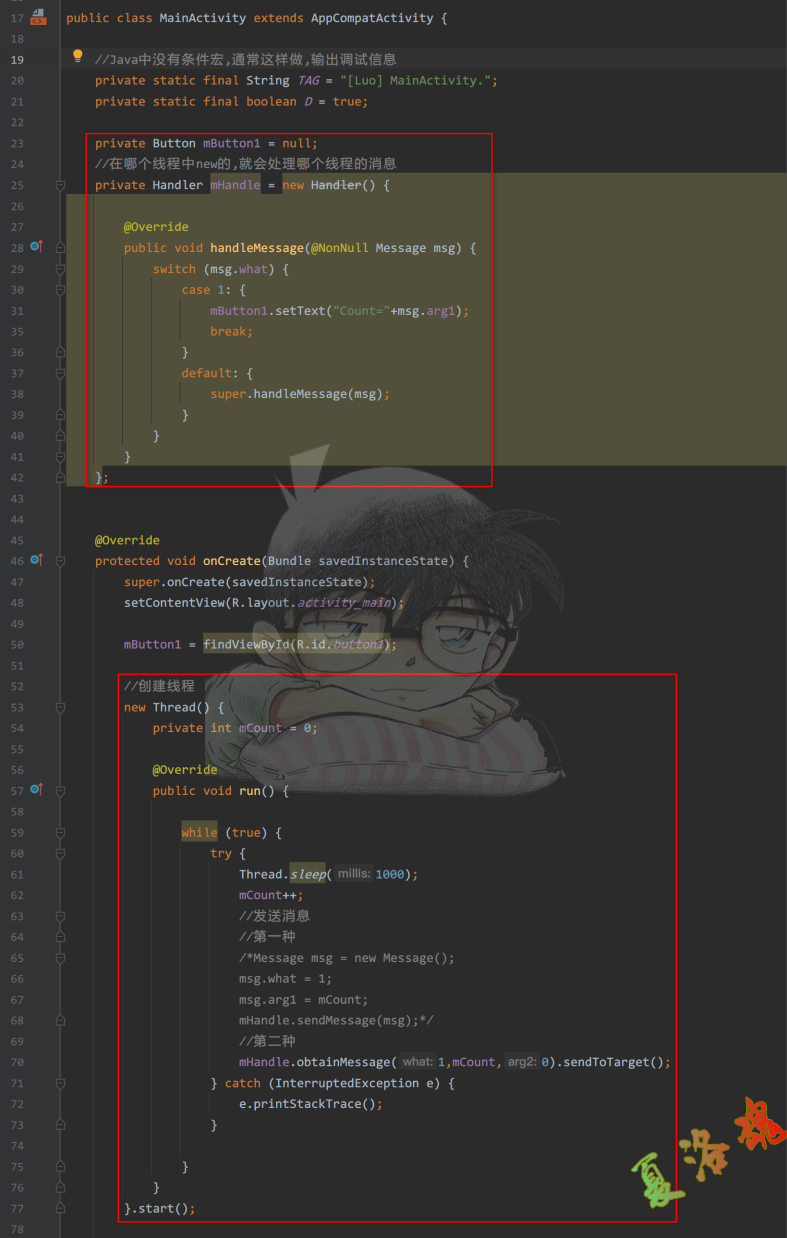 17 public class MainActivity extends AppCompatActivity {
18
19 //Java中没有条件宏,通常这样做,输出调试信息
20 private static final String TAG = "[Luo] MainActivity.";
21 private static final boolean D = true;
22
23 private Button mButton1 = null;
24 //在哪个线程中new的,就会处理哪个线程的消息
25 private Handler mHandle = new Handler() {
26
27 @Override
28 public void handleMessage(@NonNull Message msg) {
29 switch (msg.what) {
30 case 1: {
31 mButton1.setText("Count="+msg.arg1);
35 break;
36 }
37 default: {
38 super.handleMessage(msg);
39 }
40 }
41 }
42 };
43
44
45 @Override
46 protected void onCreate(Bundle savedInstanceState) {
47 super.onCreate(savedInstanceState);
48 setContentView(R.layout.activity_main);
49
50 mButton1 = findViewById(R.id.button1);
51
52 //创建线程
53 new Thread() {
54 private int mCount = 0;
55
56 @Override
57 public void run() {
58
59 while (true) {
60 try {
61 Thread.sleep( millis: 1000);
62 mCount++;
63 //发送消息
64 //第一种
65 /*Message msg = new Message();
66 msg.what = 1;
67 msg.arg1 = mCount;
68 mHandle.sendMessage(msg);*/
69 //第二种
70 mHandle.obtainMessage( what: 1,mCount, arg2: 0).sendToTarget();
71 } catch (InterruptedException e) {
72 e.printStackTrace();
73 }
74
75 }
76 }
77 }.start();
78
夏洛